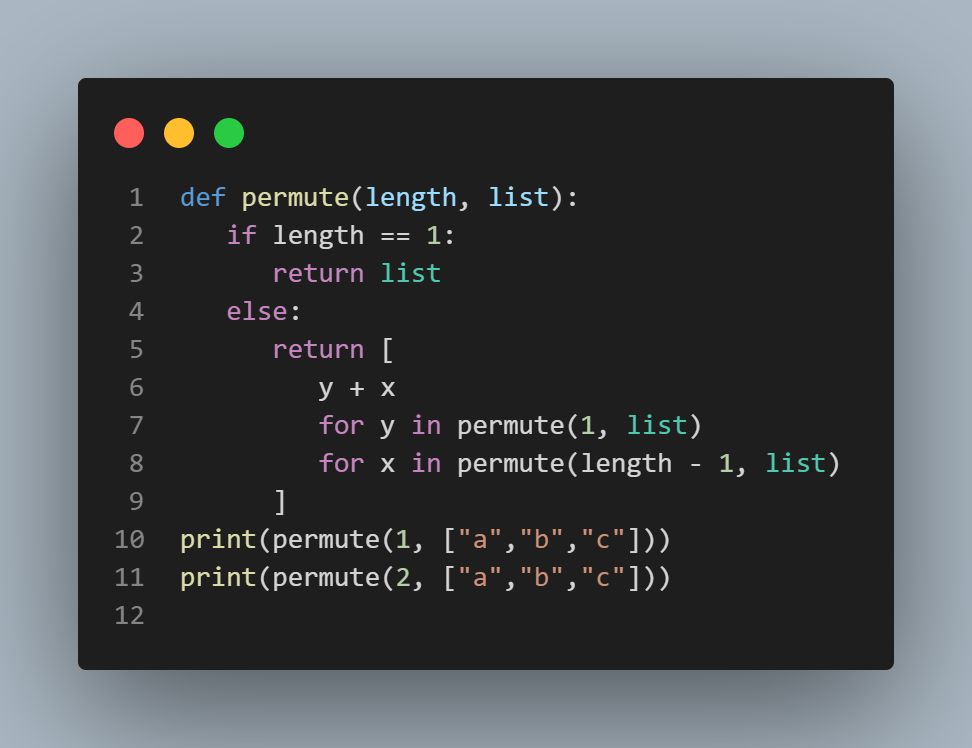 1 def permute(length, list):
2    if length == 1:
3       return list
4    else:
5       return [
6          y + x
7          for y in permute(1, list)
8          for x in permute(length - 1, list)
9       ]
10 print(permute(1, ["a","b","c"]))
11 print(permute(2, ["a","b","c"]))
12